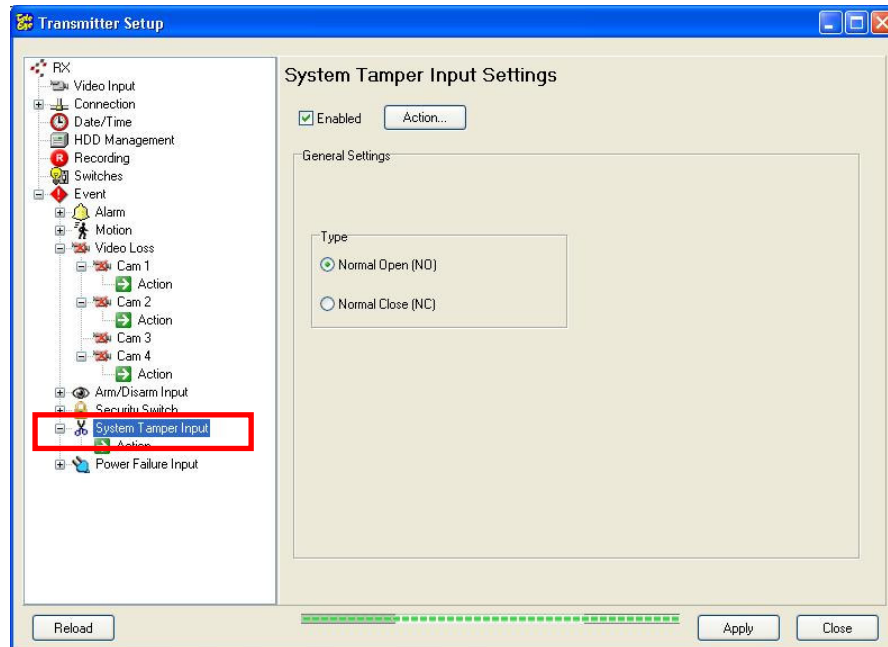 Transmitter Setup
RX
Video Input
Connection
Date/Time
HDD Management
Recording
Switches
Event
Alarm
Motion
Video Loss
Cam 1
Action
Cam 2
Action
Cam 3
Cam 4
Action
Arm/Disarm Input
Security Switch
System Tamper Input
Action
Power Failure Input
System Tamper Input Settings
Enabled
Action...
General Settings
Type
Normal Open (NO)
Normal Close (NC)
Reload
Apply
Close